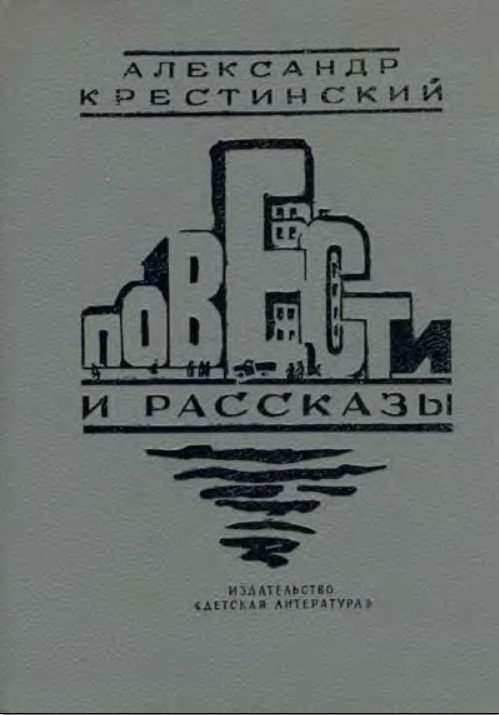 АЛЕКСАНДР
КРЕСТИНСКИЙ
ПОВЕСТИ
И РАССКАЗЫ
ИЗДАТЕЛЬСТВО
«ДЕТСКАЯ ЛИТЕРАТУРА»